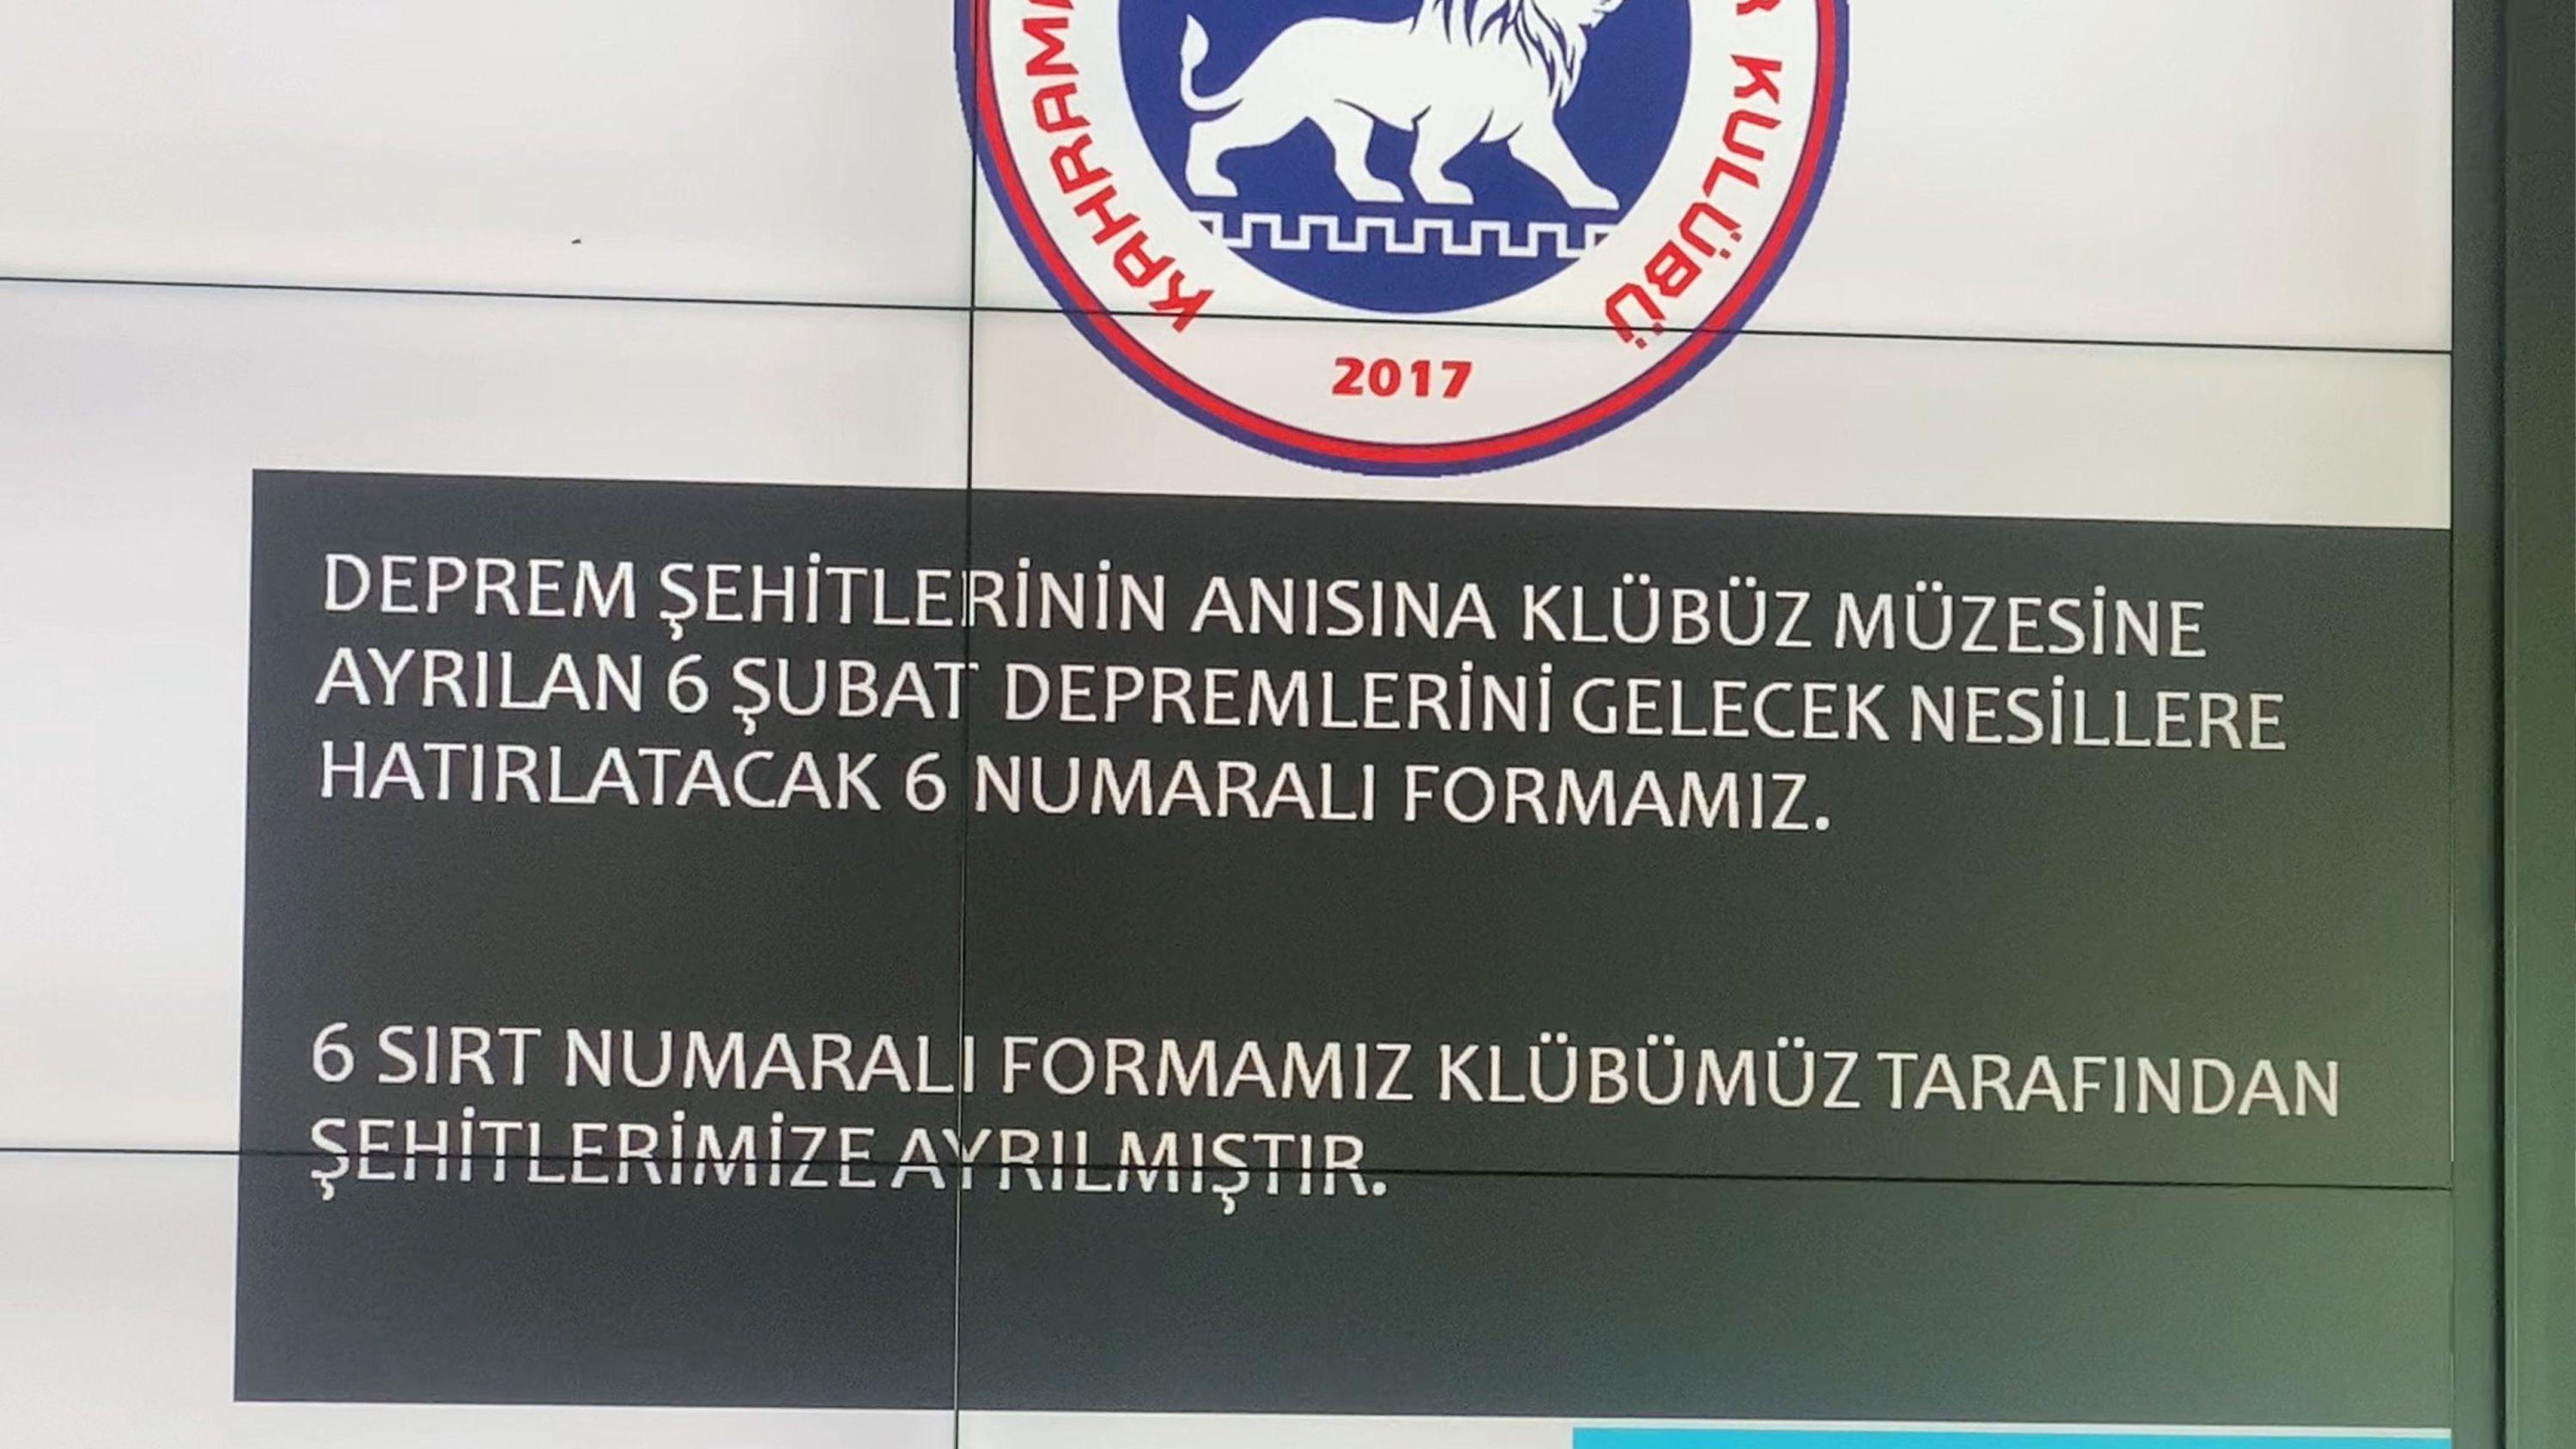 KULÜBÜ
2017
DEPREM ŞEHİTLERİNİN ANISINA KLÜBÜZ MÜZESİNE
AYRILAN 6 ŞUBAT DEPREMLERİNİ GELECEK NESİLLERE
HATIRLATACAK 6 NUMARALI FORMAMIZ.
6 SIRT NUMARALI FORMAMIZ KLÜBÜMÜZ TARAFINDAN
ŞEHİTLERİMİZE AYRILMIŞTIR.